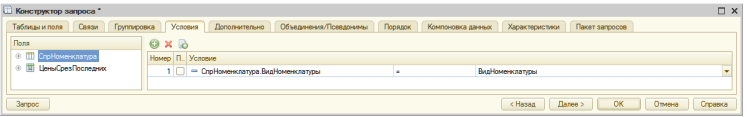 Конструктор запроса *
Таблицы и поля Связи Группировка Условия Дополнительно Объединения/Псевдонимы Порядок Компоновка данных Характеристики Пакет запросов
Поля
СпрНоменклатура
ЦеныСрезПоследних
Номер П.. Условие
1 СпрНоменклатура.ВидНоменклатуры = ВидНоменклатуры
Запрос < Назад Далее > OK Отмена Справка